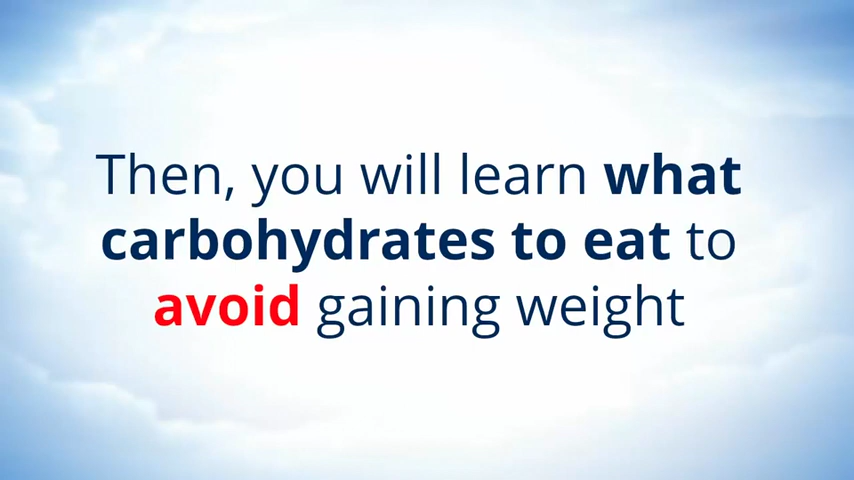 Then, you will learn what
carbohydrates to eat to
avoid gaining weight